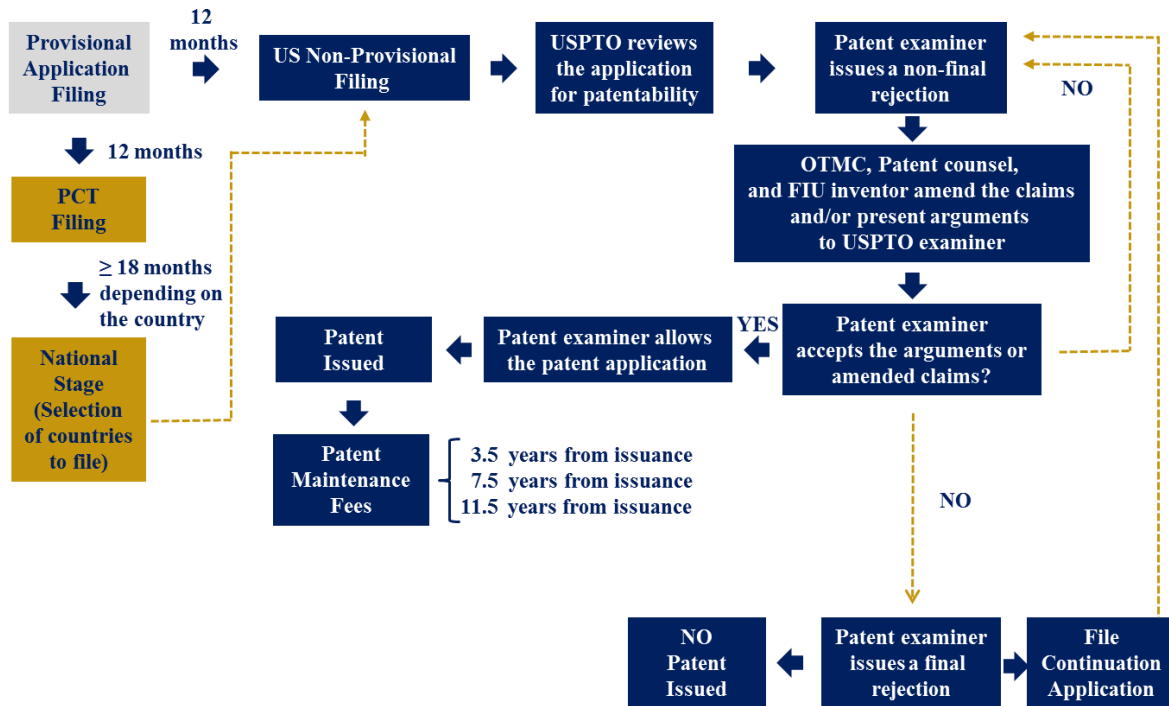 Provisional
Application
Filing
12
months
US Non-Provisional
Filing
USPTO reviews
the application
for patentability
Patent examiner
issues a non-final
rejection
NO
12 months
PCT
Filing
OTMC, Patent counsel,
and FIU inventor amend the claims
and/or present arguments
to USPTO examiner
≥ 18 months
depending on
the country
National
Stage
(Selection
of countries
to file)
Patent examiner
accepts the arguments or
amended claims?
YES
Patent examiner allows
the patent application
Patent
Issued
Patent
Maintenance
Fees
3.5 years from issuance
7.5 years from issuance
11.5 years from issuance
NO
NO
Patent
Issued
Patent examiner
issues a final
rejection
File
Continuation
Application